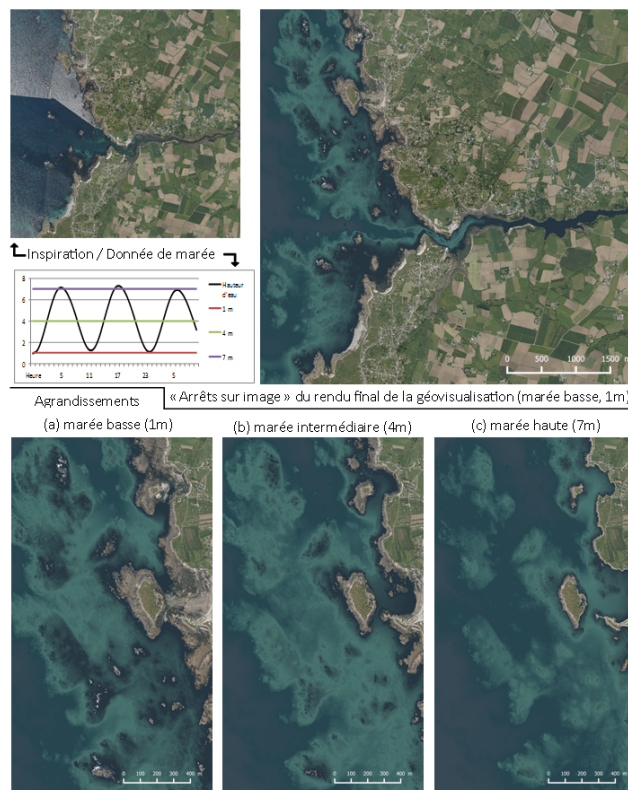 Inspiration / Donnée de marée
8
6
4
2
0
Heure 5 11 17 23 5
Hauteur
d'eau
1 m
4 m
7 m
0 500 1000 1500 m
Agrandissements
« Arrêts sur image » du rendu final de la géovisualisation (marée basse, 1m)
(a) marée basse (1m) (b) marée intermédiaire (4m) (c) marée haute (7m)
0 100 200 300 400 m 0 100 200 300 400 m 0 100 200 300 400 m